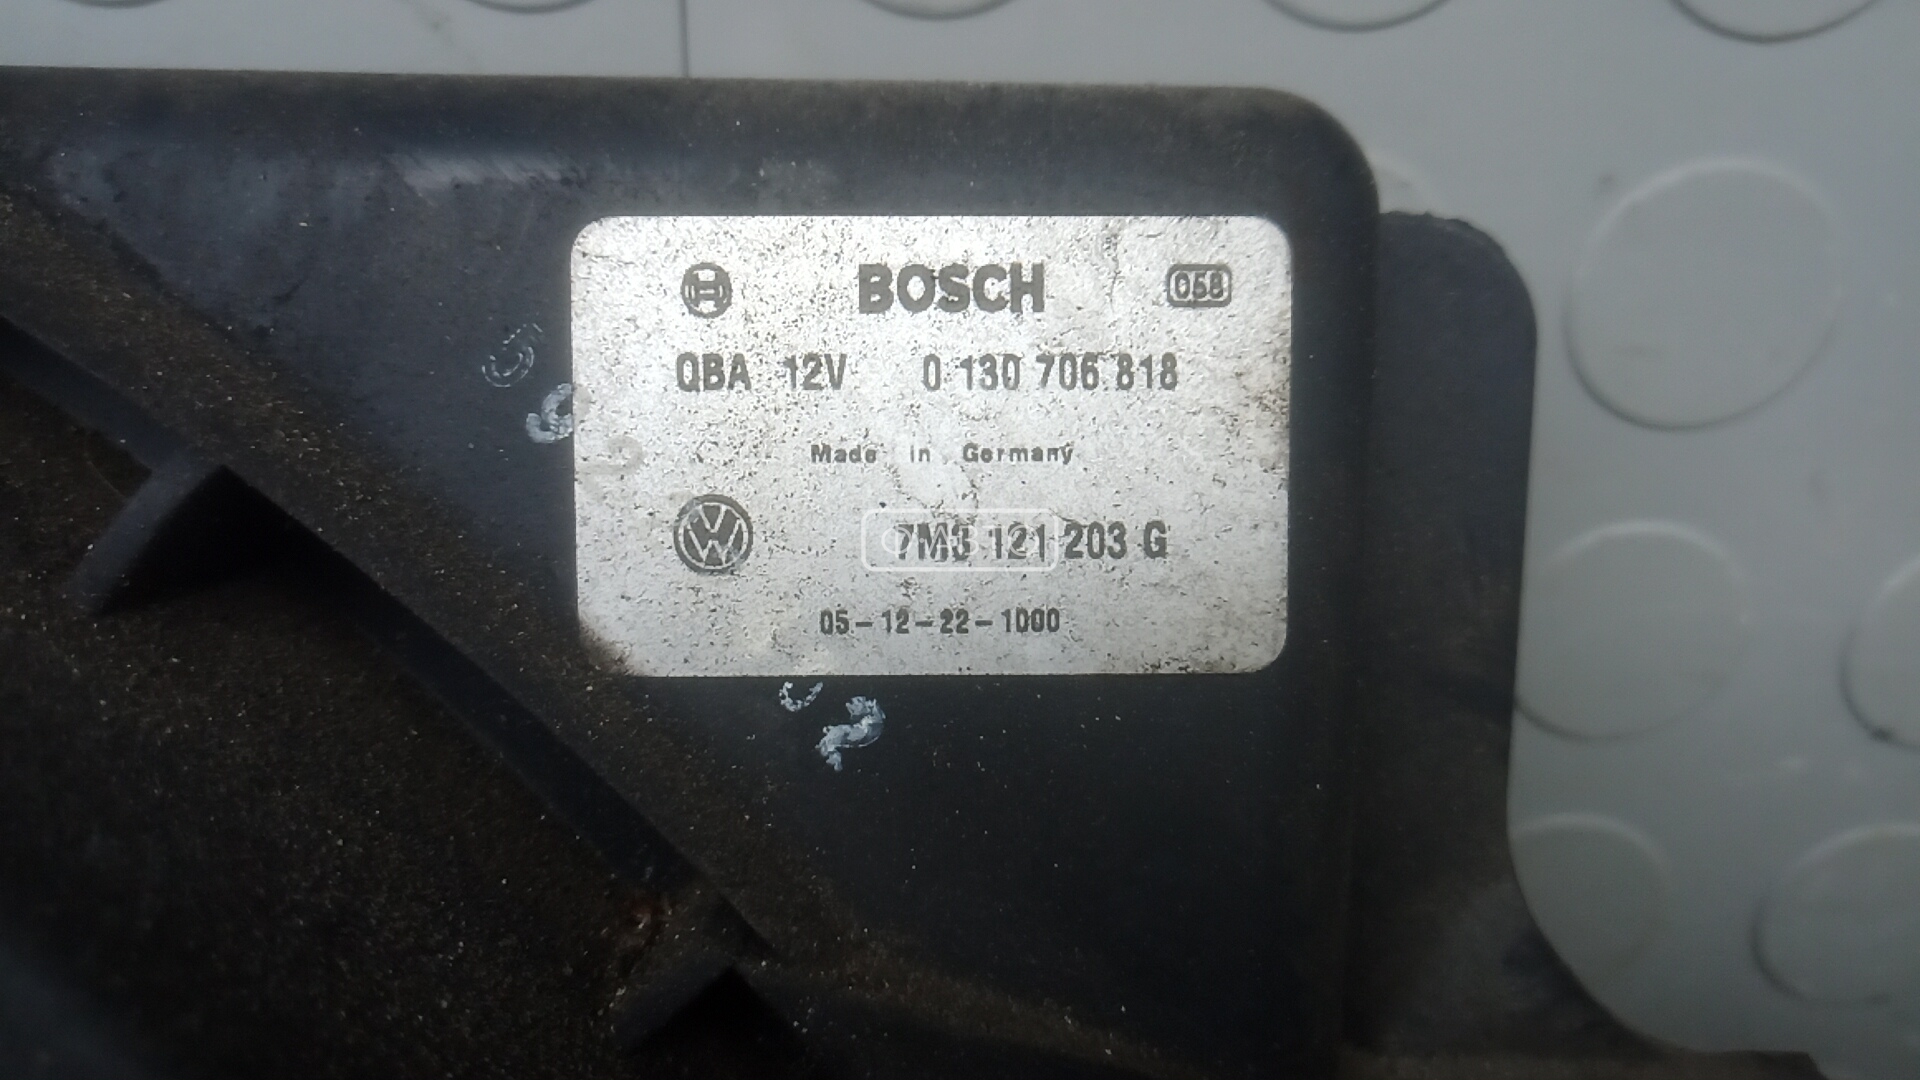 BOSCH 058
QBA 12V 0 130 706 818
Made in Germany
7M3 121 203 G
05-12-22-1000